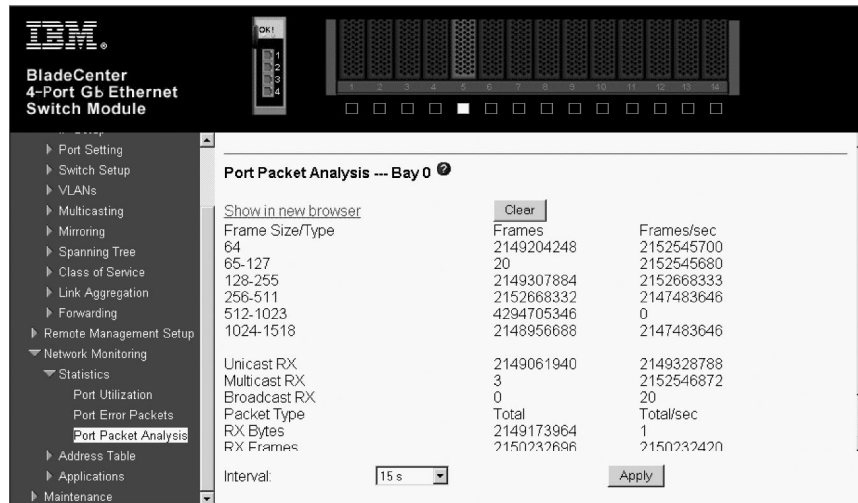 IBM.
BladeCenter
4-Port Gb Ethernet
Switch Module
OK!
1
2
3
4
1 2 3 4 5 6 7 8 9 10 11 12 13 14
Port Setting
Switch Setup
VLANs
Multicasting
Mirroring
Spanning Tree
Class of Service
Link Aggregation
Forwarding
Remote Management Setup
Network Monitoring
Statistics
Port Utilization
Port Error Packets
Port Packet Analysis
Address Table
Applications
Maintenance
Port Packet Analysis --- Bay 0 ?
Show in new browser Clear
Frame Size/Type Frames Frames/sec
64 2149204248 2152545700
65-127 20 2152545680
128-255 2149307884 2152668333
256-511 2152668332 2147483646
512-1023 4294705346 0
1024-1518 2148956688 2147483646
Unicast RX 2149061940 2149328788
Multicast RX 3 2152546872
Broadcast RX 0 20
Packet Type Total Total/sec
RX Bytes 2149173964 1
RX Frames 2150232696 2150232420
Interval: 15 s Apply